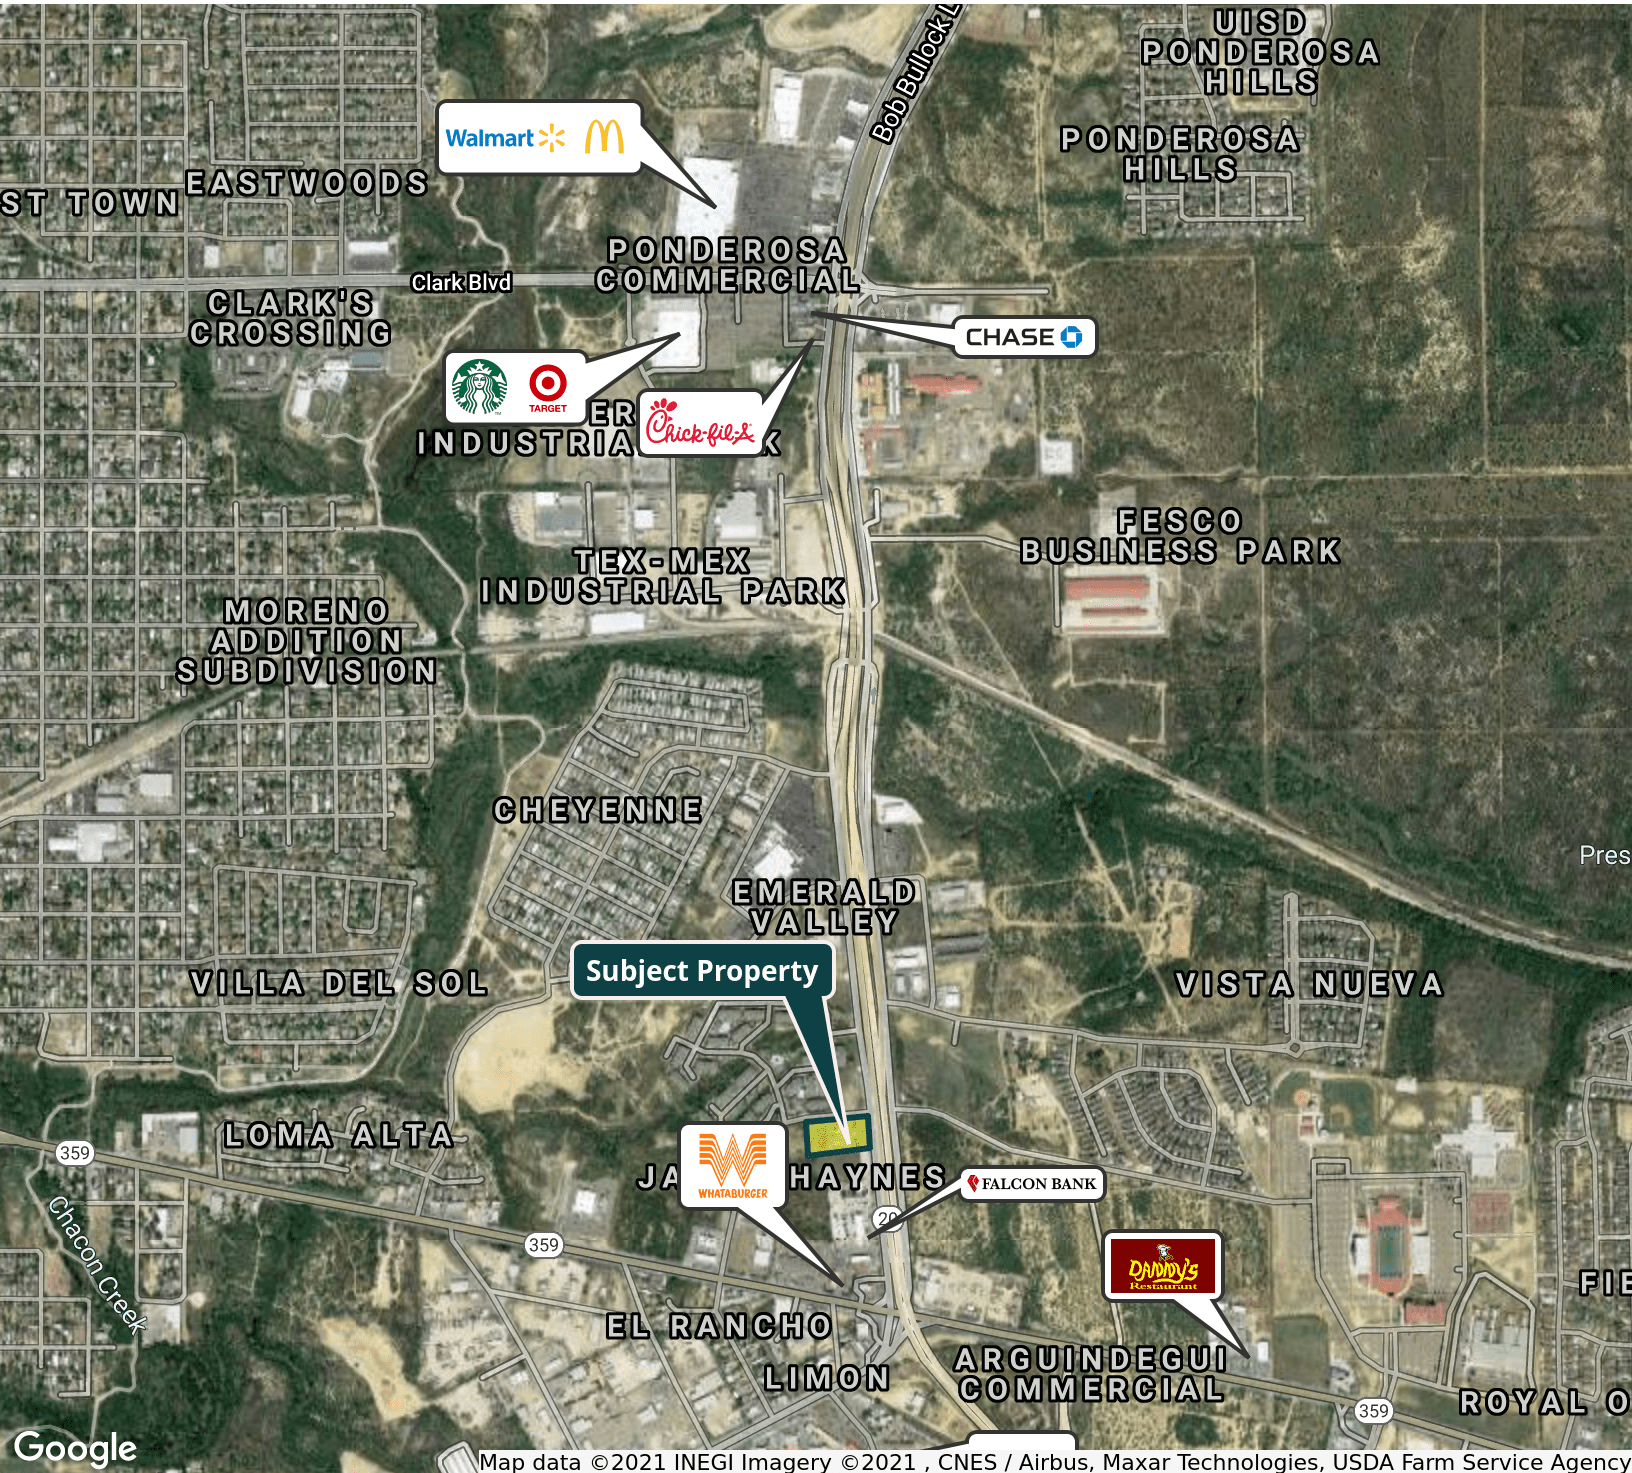 UISD
PONDEROSA
HILLS
Bob Bullock L
PONDEROSA
HILLS
Walmart
EASTWOODS
ST TOWN
PONDEROSA
COMMERCIAL
Clark Blvd
CLARK'S
CROSSING
CHASE
TARGET
ER
Chick-fil-A
INDUSTRIA
K
FESCO
BUSINESS PARK
TEX-MEX
INDUSTRIAL PARK
MORENO
ADDITION
SUBDIVISION
CHEYENNE
Pres
EMERALD
VALLEY
Subject Property
VILLA DEL SOL
VISTA NUEVA
LOMA ALTA
359
WHATABURGER
JA
HAYNES
FALCON BANK
20
Chacon Creek
359
DANNY'S
Restaurant
FIE
EL RANCHO
LIMON
ARGUINDEGUI
COMMERCIAL
359
ROYAL O
Google
Map data ©2021 INEGI Imagery ©2021 , CNES / Airbus, Maxar Technologies, USDA Farm Service Agency